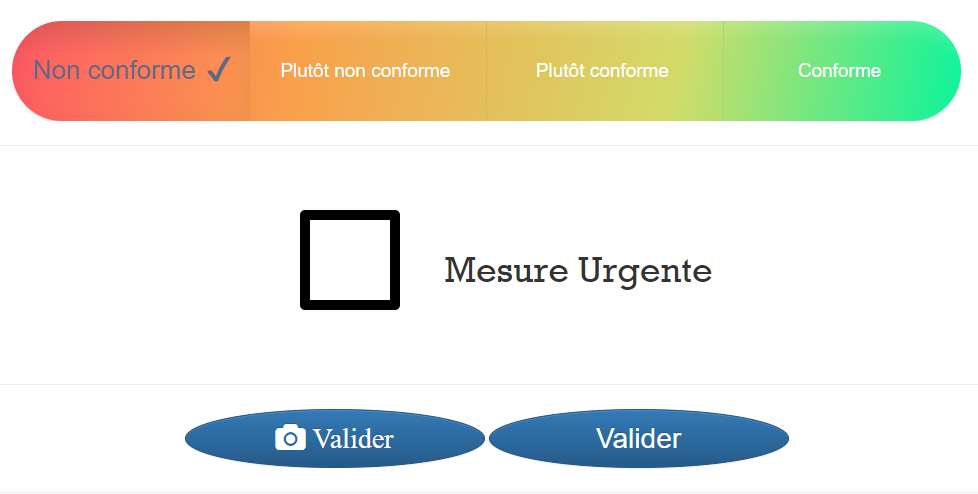 Non conforme ✓ Plutôt non conforme Plutôt conforme Conforme
Mesure Urgente
Valider Valider